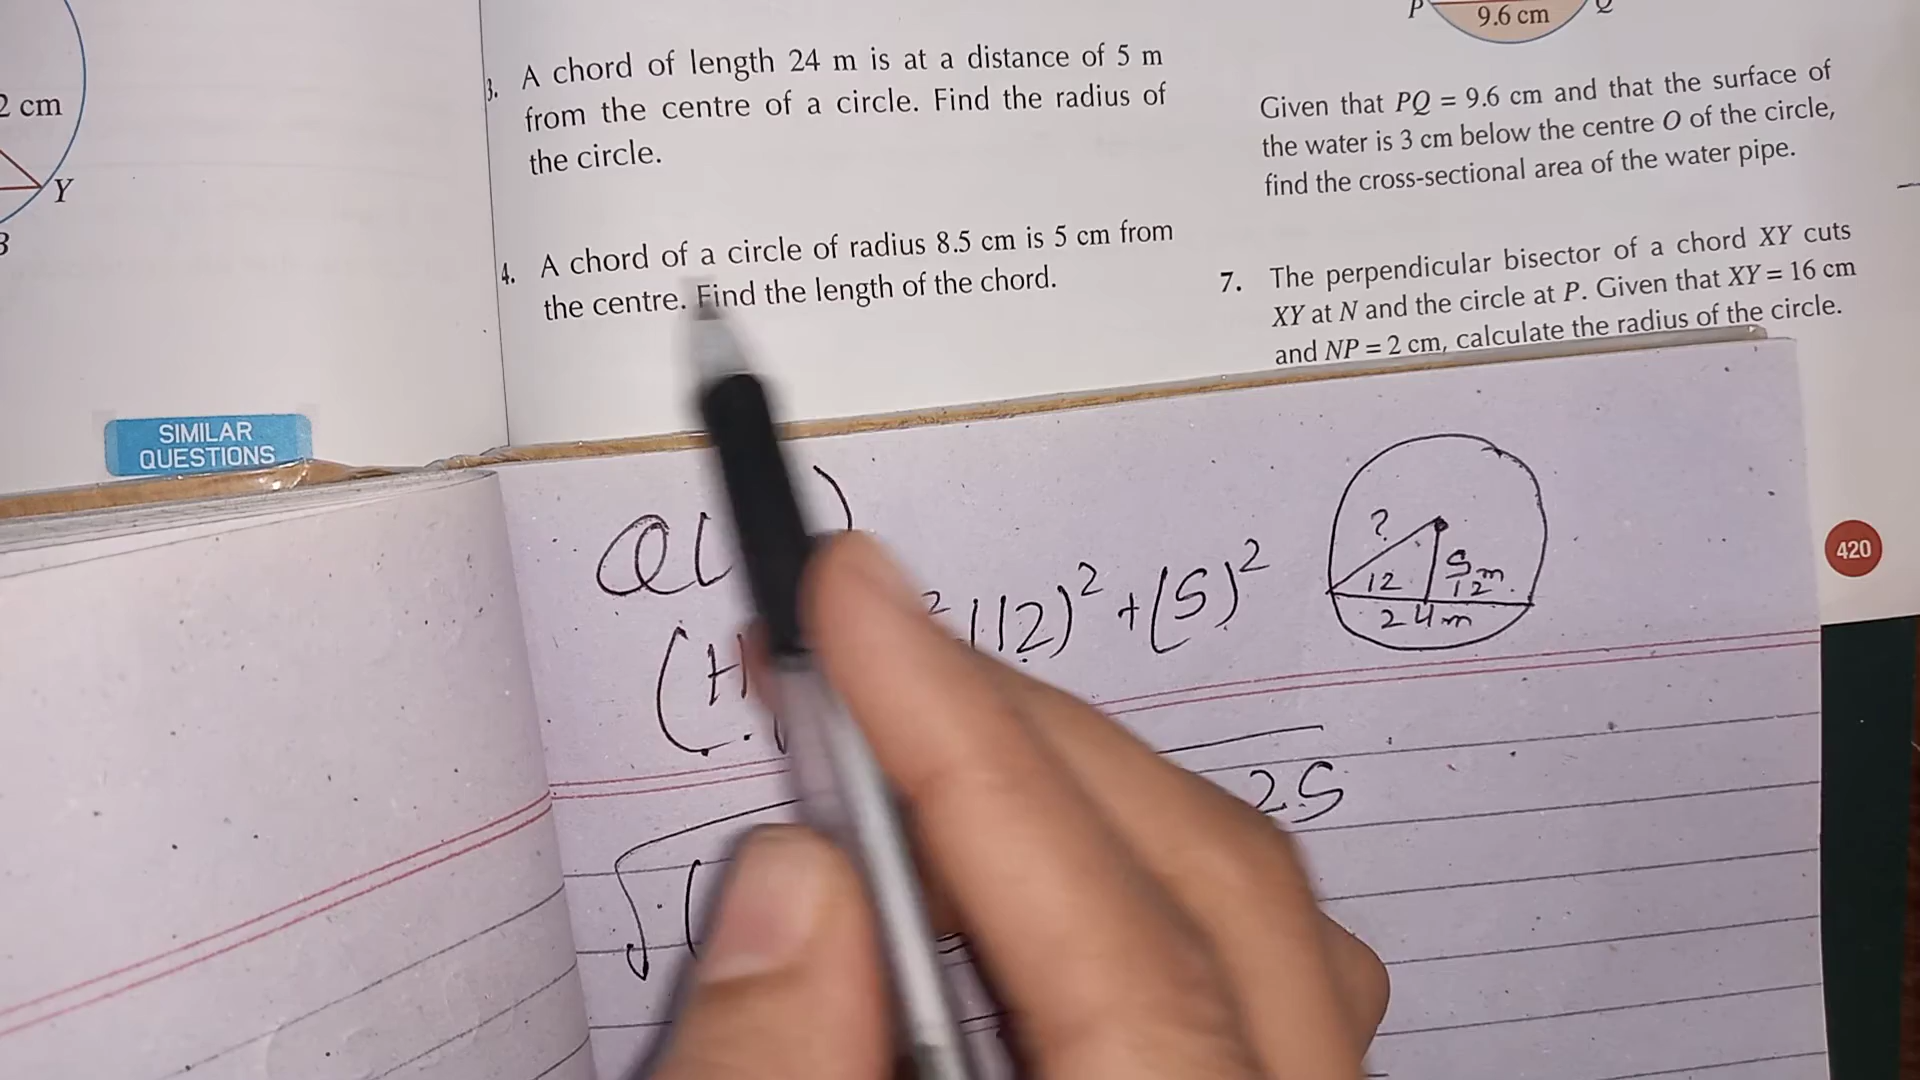 2 cm
Y
SIMILAR
QUESTIONS
3. A chord of length 24 m is at a distance of 5 m
from the centre of a circle. Find the radius of
the circle.
4. A chord of a circle of radius 8.5 cm is 5 cm from
the centre. Find the length of the chord.
P 9.6 cm Q
Given that PQ = 9.6 cm and that the surface of
the water is 3 cm below the centre O of the circle,
find the cross-sectional area of the water pipe.
7. The perpendicular bisector of a chord XY cuts
XY at N and the circle at P. Given that XY = 16 cm
and NP = 2 cm, calculate the radius of the circle.
420
(H 2 (12)² + (5)²
25
?
12 5m
12
24m